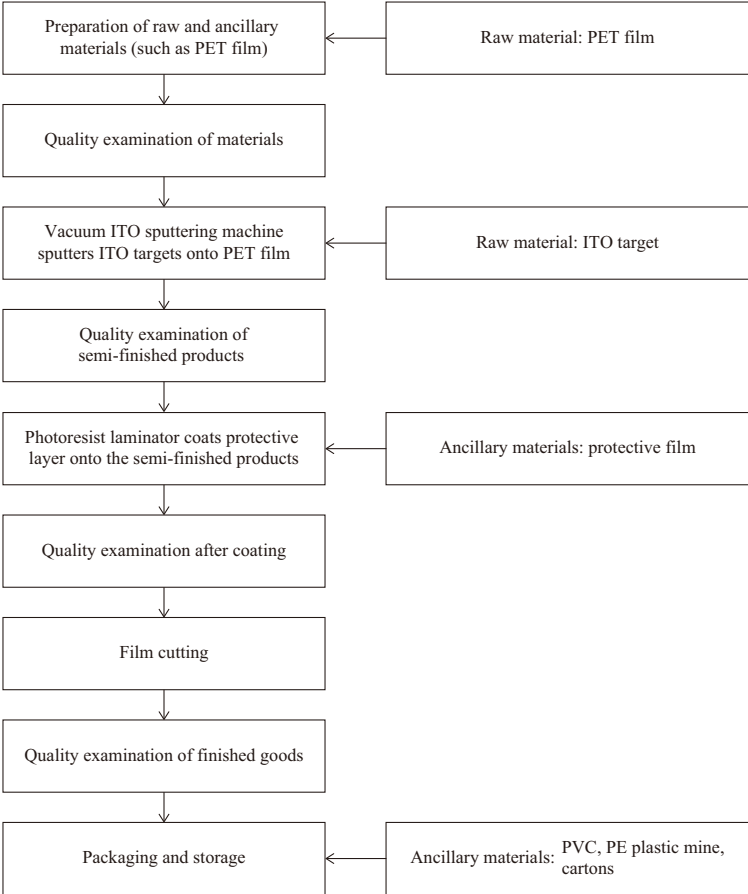 Preparation of raw and ancillary
materials (such as PET film)
Raw material: PET film
Quality examination of materials
Vacuum ITO sputtering machine
sputters ITO targets onto PET film
Raw material: ITO target
Quality examination of
semi-finished products
Photoresist laminator coats protective
layer onto the semi-finished products
Ancillary materials: protective film
Quality examination after coating
Film cutting
Quality examination of finished goods
Packaging and storage
Ancillary materials: PVC, PE plastic mine,
cartons